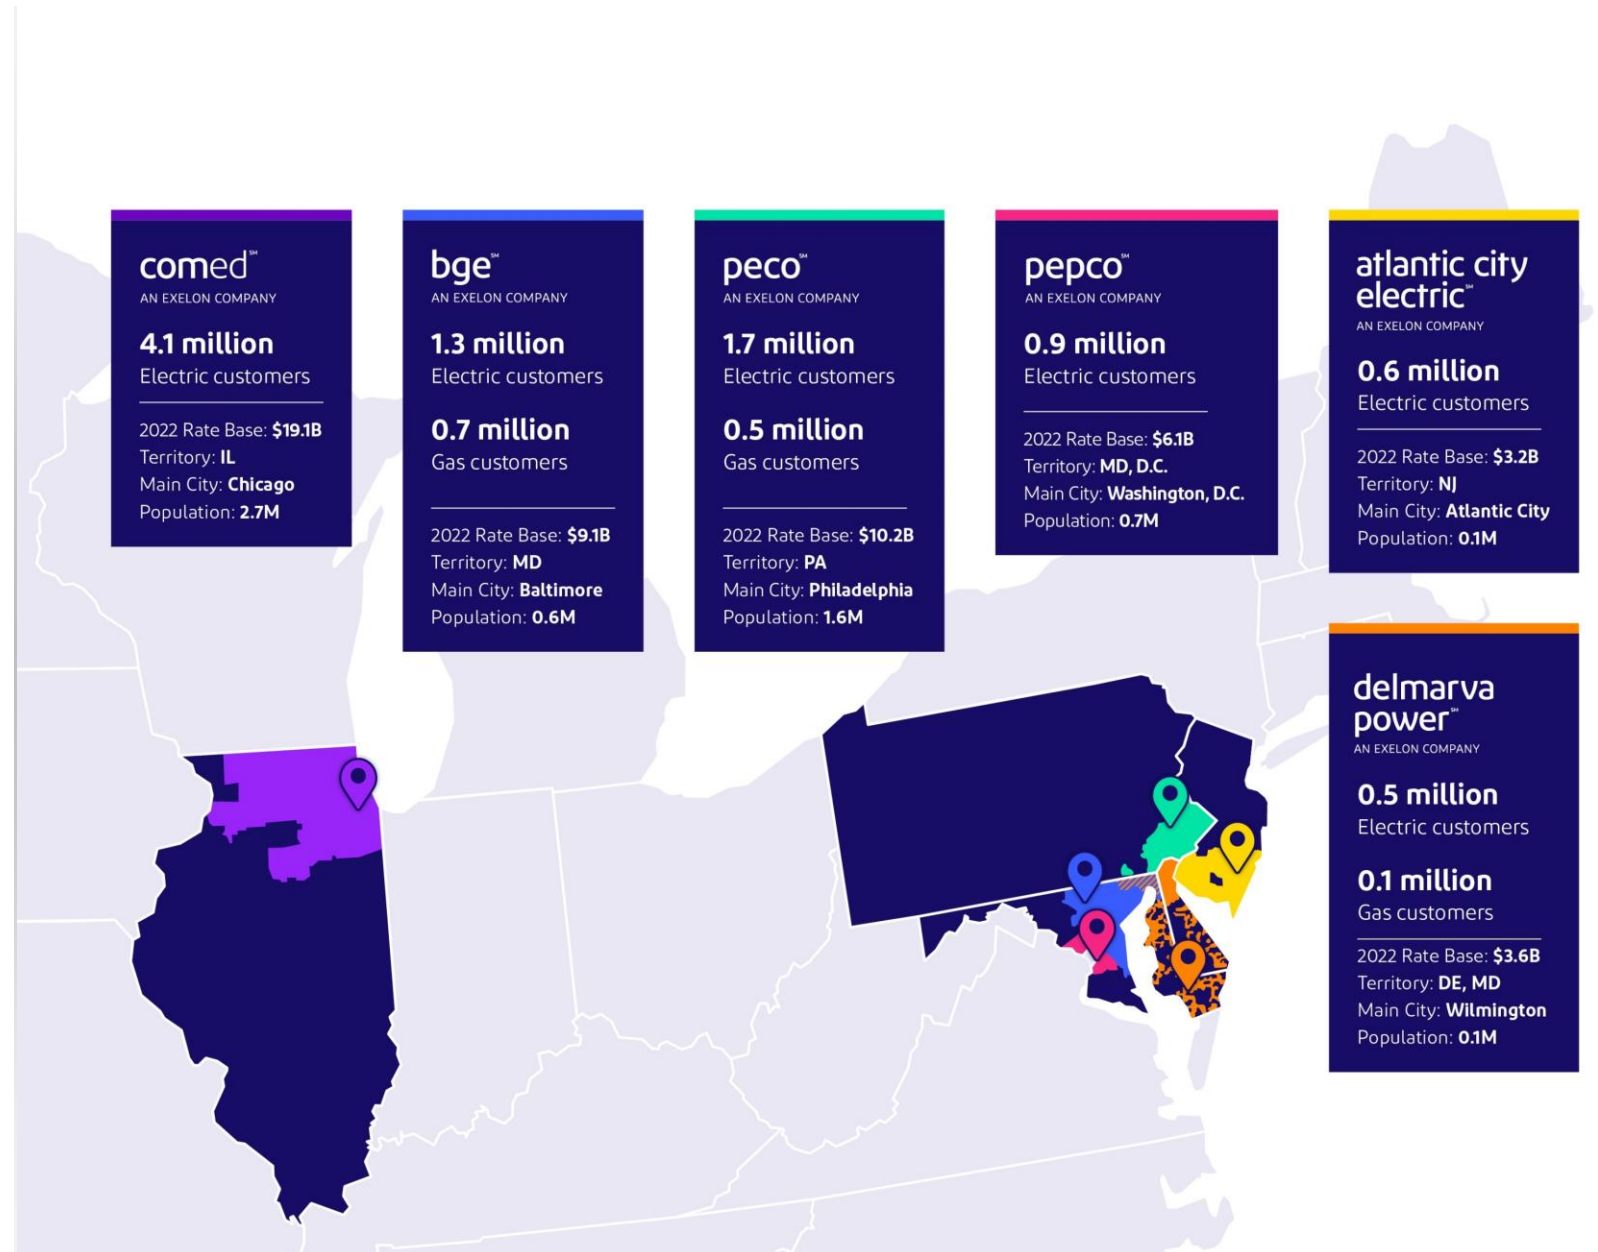 comed℠
AN EXELON COMPANY
4.1 million
Electric customers
2022 Rate Base: $19.1B
Territory: IL
Main City: Chicago
Population: 2.7M
bge℠
AN EXELON COMPANY
1.3 million
Electric customers
0.7 million
Gas customers
2022 Rate Base: $9.1B
Territory: MD
Main City: Baltimore
Population: 0.6M
peco℠
AN EXELON COMPANY
1.7 million
Electric customers
0.5 million
Gas customers
2022 Rate Base: $10.2B
Territory: PA
Main City: Philadelphia
Population: 1.6M
pepco℠
AN EXELON COMPANY
0.9 million
Electric customers
2022 Rate Base: $6.1B
Territory: MD, D.C.
Main City: Washington, D.C.
Population: 0.7M
atlantic city
electric℠
AN EXELON COMPANY
0.6 million
Electric customers
2022 Rate Base: $3.2B
Territory: NJ
Main City: Atlantic City
Population: 0.1M
delmarva
power℠
AN EXELON COMPANY
0.5 million
Electric customers
0.1 million
Gas customers
2022 Rate Base: $3.6B
Territory: DE, MD
Main City: Wilmington
Population: 0.1M